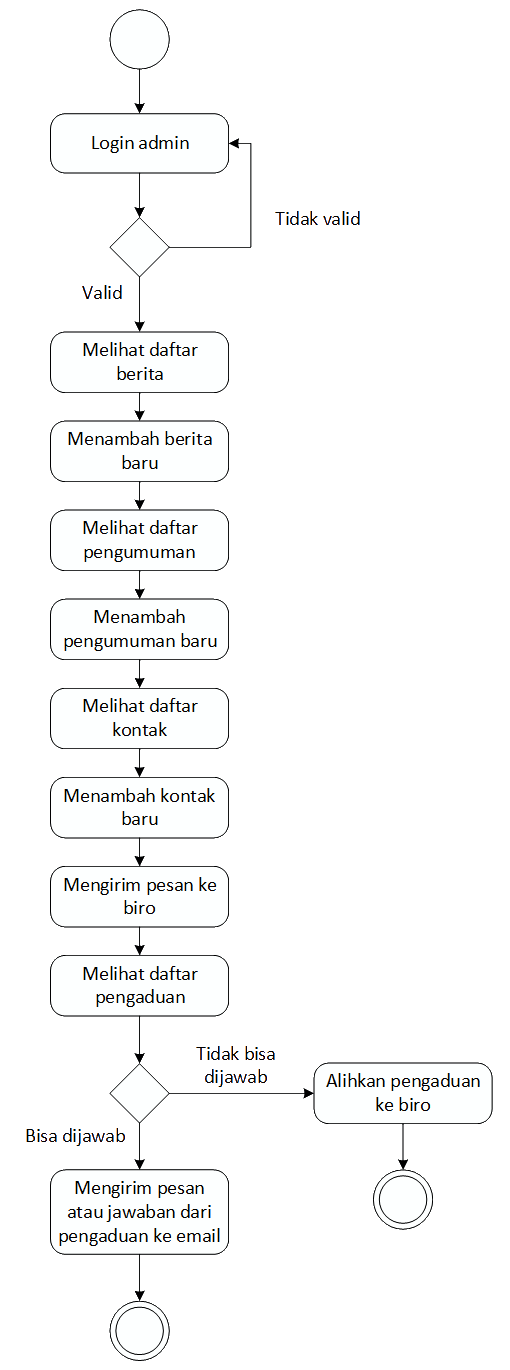 Login admin
Tidak valid
Valid
Melihat daftar
berita
Menambah berita
baru
Melihat daftar
pengumuman
Menambah
pengumuman baru
Melihat daftar
kontak
Menambah kontak
baru
Mengirim pesan ke
biro
Melihat daftar
pengaduan
Tidak bisa
dijawab
Alihkan pengaduan
ke biro
Bisa dijawab
Mengirim pesan
atau jawaban dari
pengaduan ke email